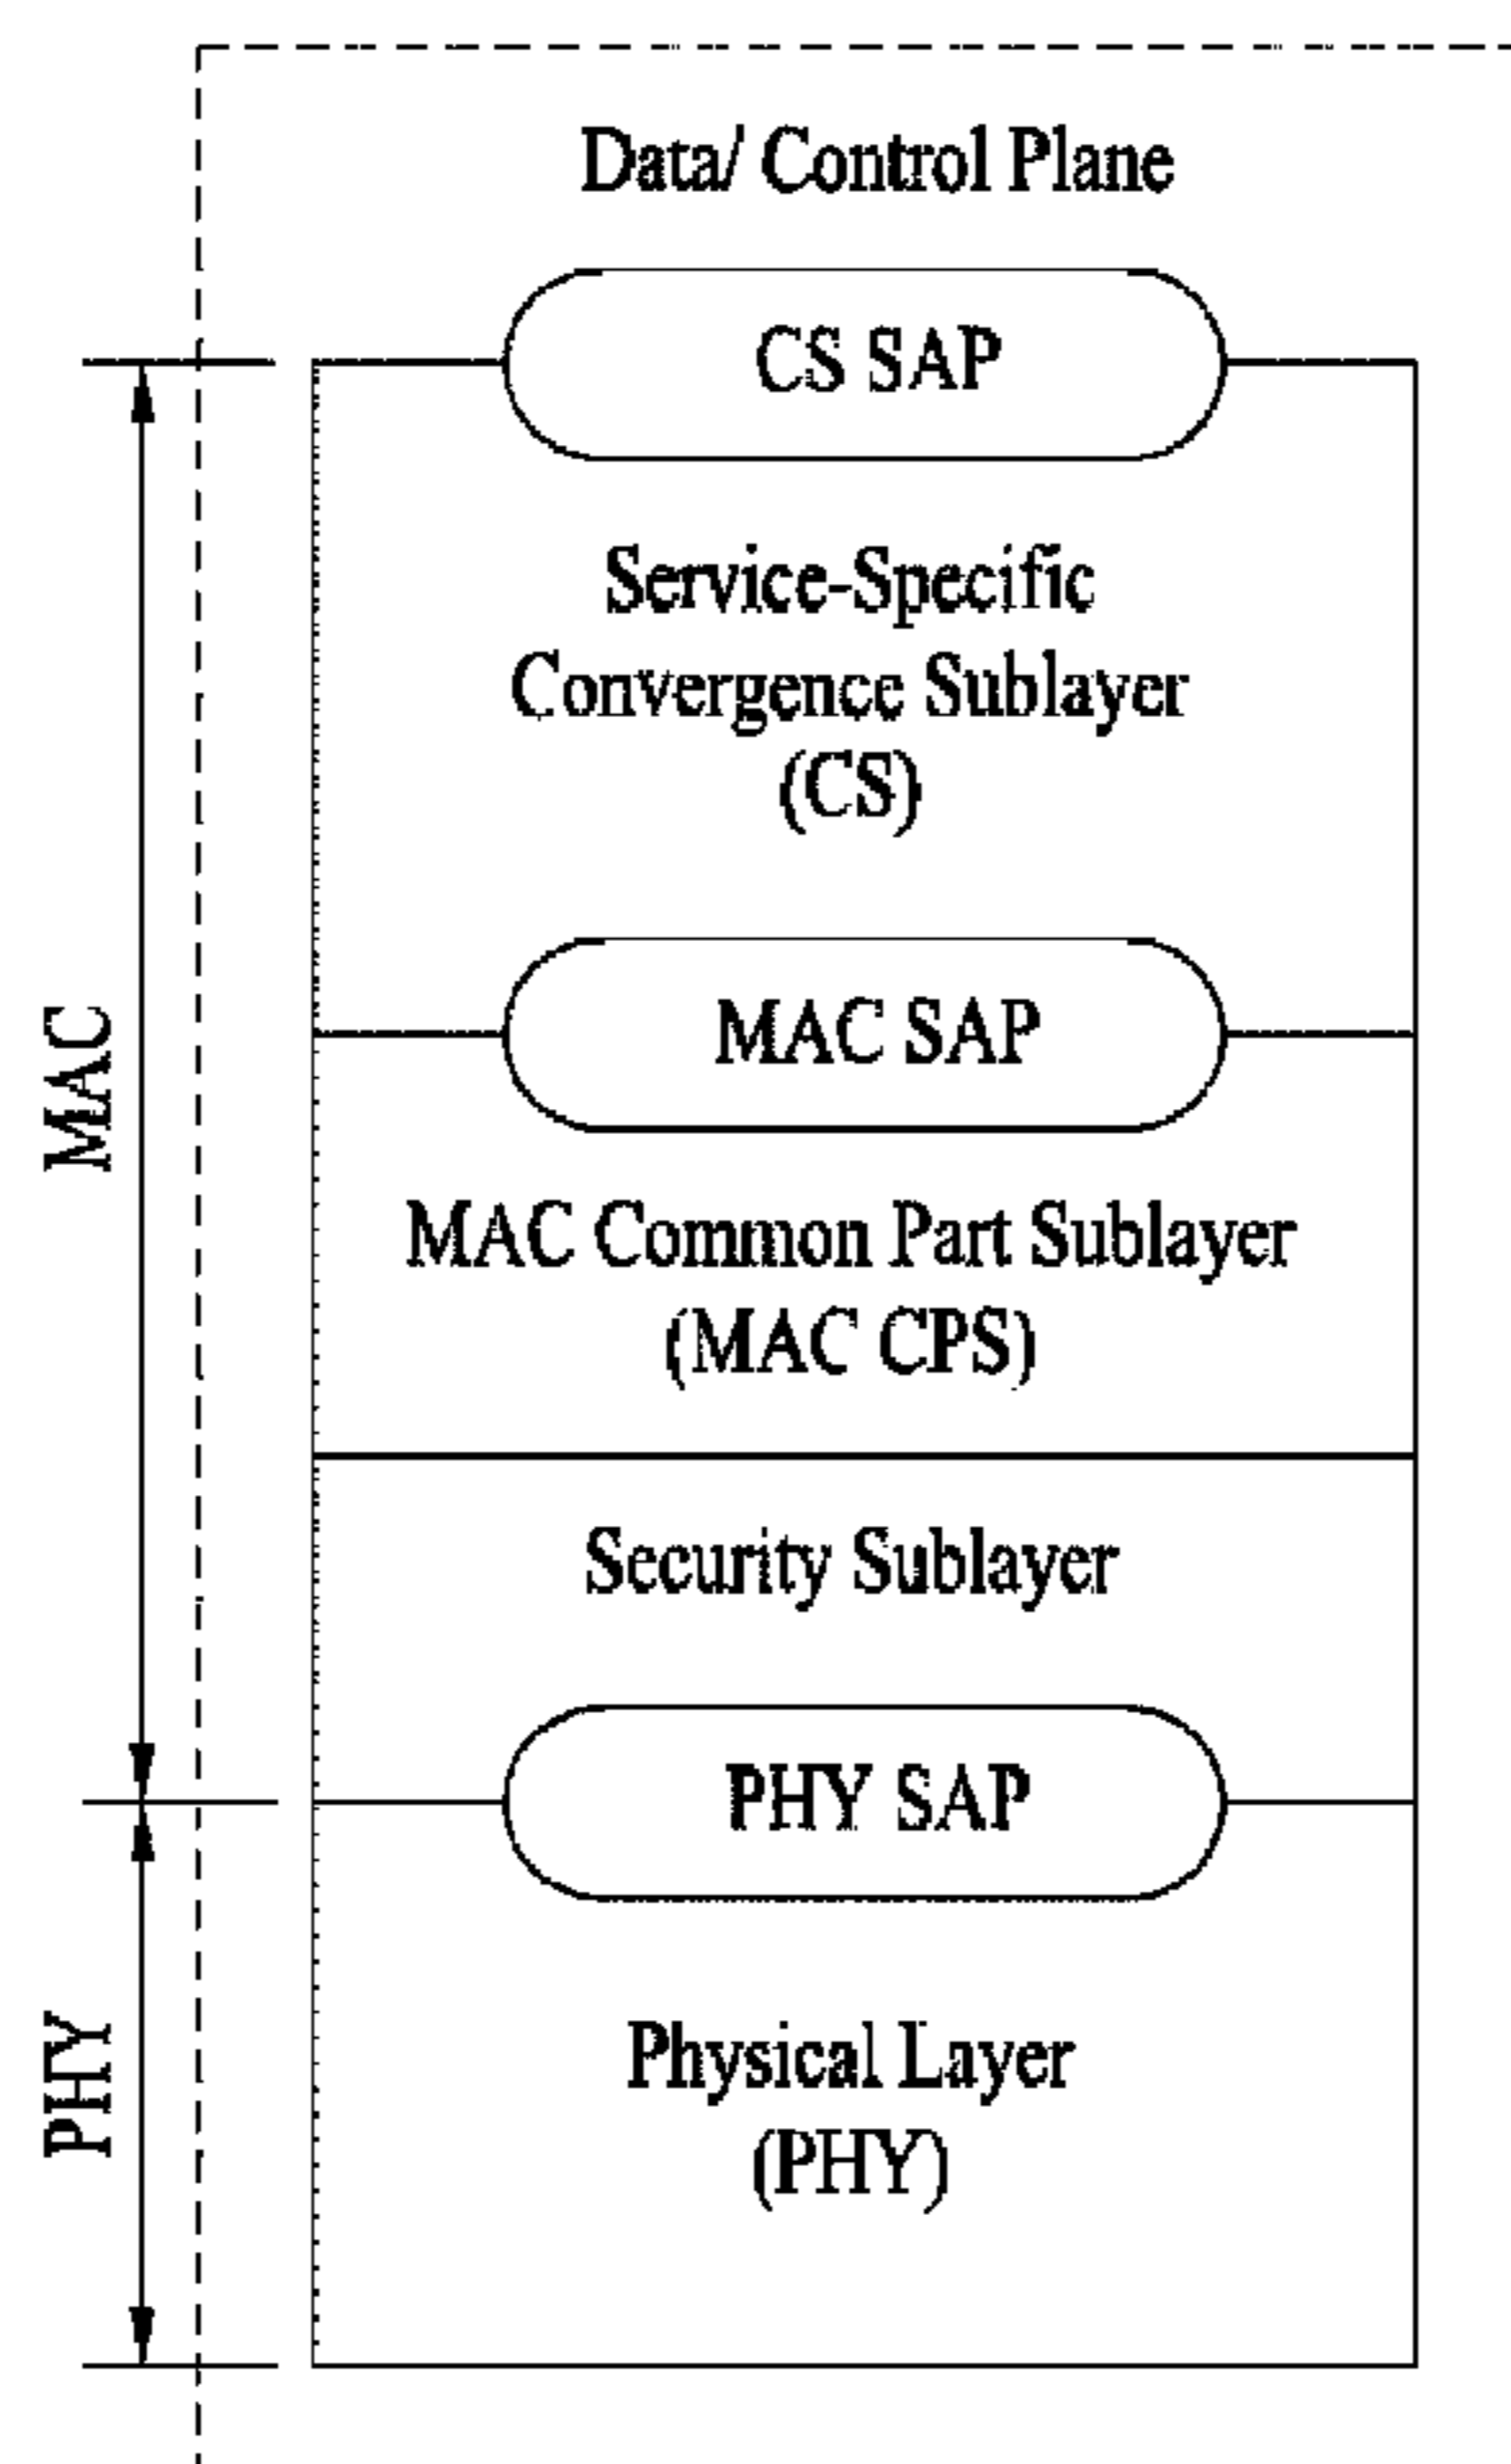 Data/ Control Plane
CS SAP
Service-Specific
Convergence Sublayer
(CS)
MAC SAP
MAC
MAC Common Part Sublayer
(MAC CPS)
Security Sublayer
PHY SAP
PHY
Physical Layer
(PHY)